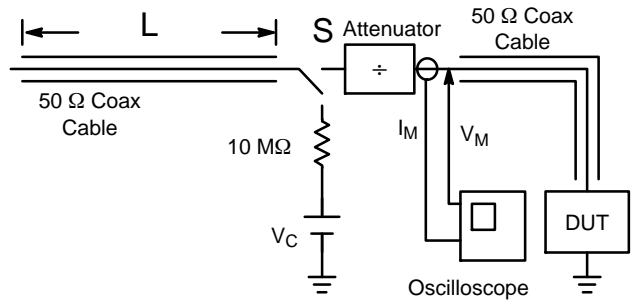 L
S
Attenuator
÷
50 Ω Coax
Cable
50 Ω Coax
Cable
10 MΩ
I_M
V_M
V_C
DUT
Oscilloscope